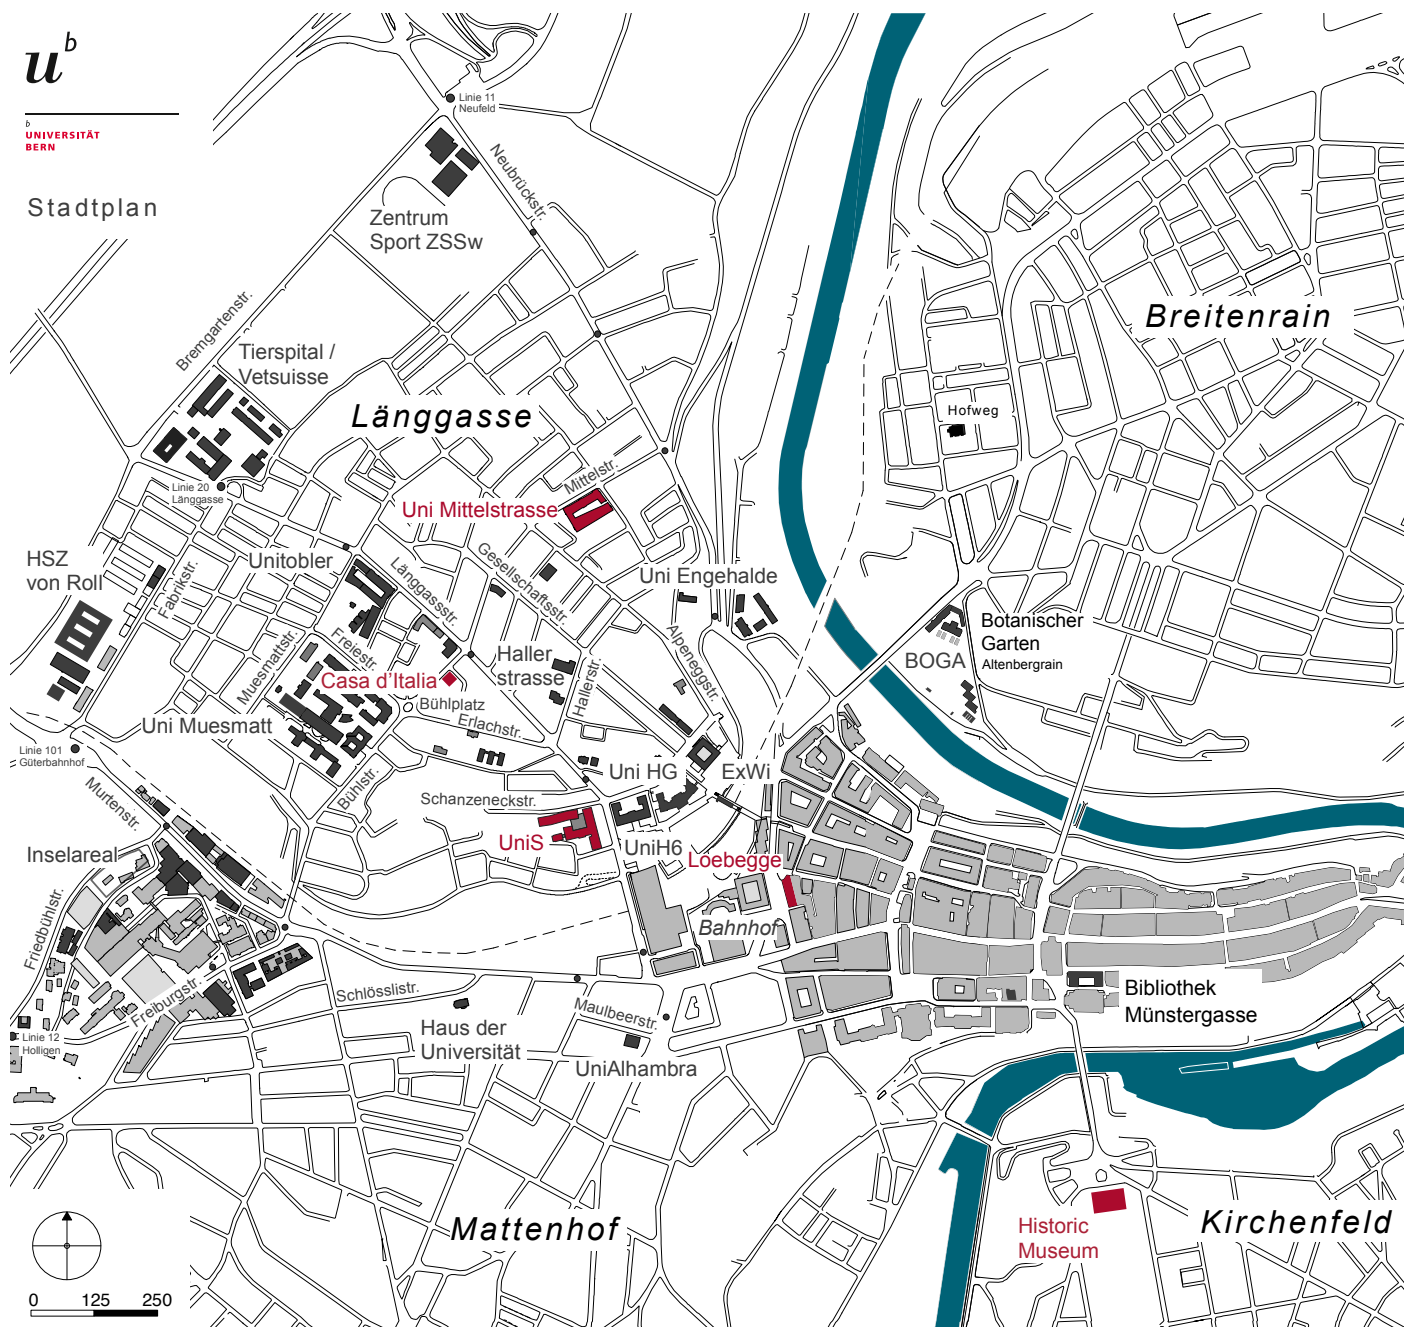 u^b
b
UNIVERSITÄT
BERN
Stadtplan
Linie 11
Neufeld
Neubrückstr.
Zentrum
Sport ZSSw
Bremgartenstr.
Tierspital /
Vetsuisse
Länggasse
Breitenrain
Hofweg
Linie 20
Länggasse
Mittelstr.
Uni Mittelstrasse
HSZ
von Roll
Fabrikstr.
Unitobler
Länggassstr.
Gesellschaftsstr.
Uni Engehalde
Botanischer
Garten
Altenbergrain
BOGA
Muesmattstr.
Freiestr.
Haller
strasse
Hallerstr.
Alpeneggstr.
Casa d'Italia
Bühlplatz
Erlachstr.
Uni Muesmatt
Linie 101
Güterbahnhof
Murtenstr.
Bühlstr.
Uni HG
ExWi
Schanzeneckstr.
UniS
UniH6
Loebegge
Inselareal
Friedbühlstr.
Bahnhof
Freiburgstr.
Schlösslistr.
Maulbeerstr.
Bibliothek
Münstergasse
Haus der
Universität
UniAlhambra
Linie 12
Holligen
Mattenhof
Historic
Museum
Kirchenfeld
0 125 250